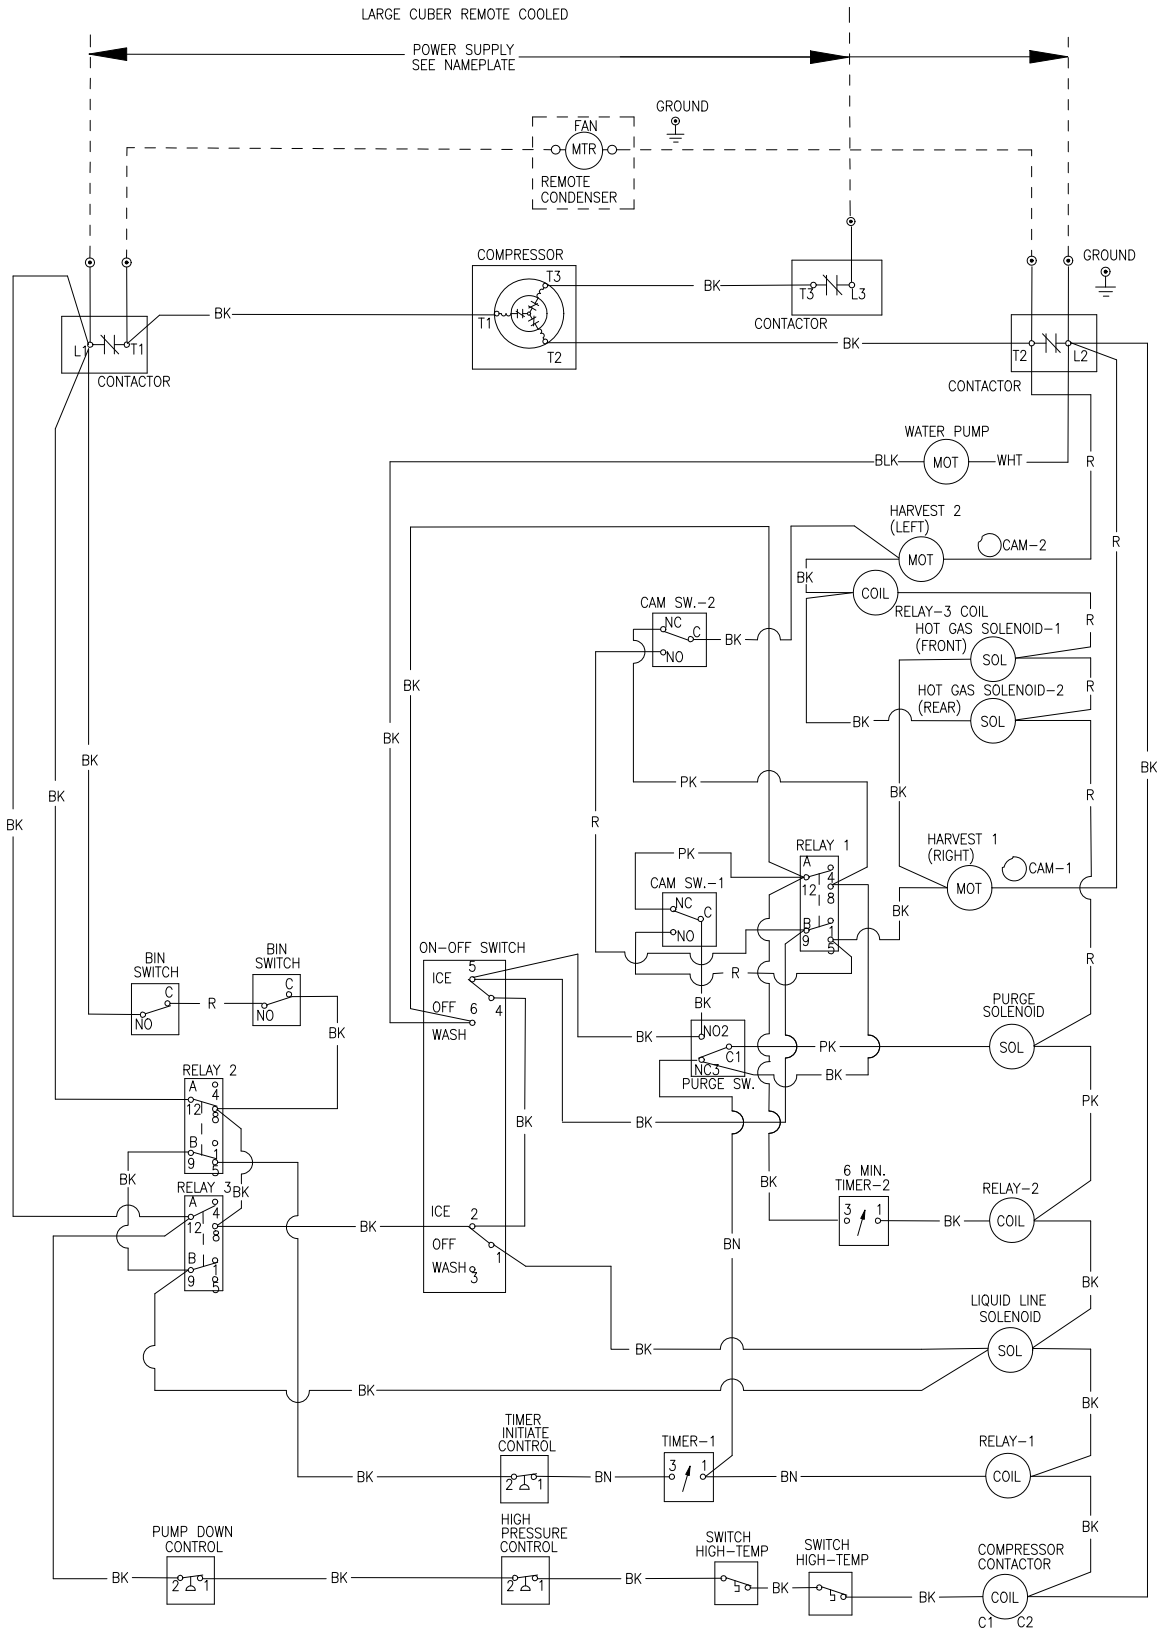 LARGE CUBER REMOTE COOLED
POWER SUPPLY
SEE NAMEPLATE
GROUND
FAN
MTR
REMOTE
CONDENSER
COMPRESSOR
T3
T1
T2
BK
T3
L3
CONTACTOR
GROUND
BK
L1
T1
CONTACTOR
BK
T2
L2
CONTACTOR
WATER PUMP
BLK
MOT
WHT
R
HARVEST 2
(LEFT)
MOT
CAM-2
R
BK
COIL
RELAY-3 COIL
R
CAM SW.-2
NC
C
NO
BK
HOT GAS SOLENOID-1
(FRONT)
SOL
R
HOT GAS SOLENOID-2
(REAR)
BK
SOL
BK
BK
BK
BK
BK
BK
PK
BK
R
BK
R
HARVEST 1
(RIGHT)
MOT
CAM-1
BK
RELAY 1
A
4
12
8
B
1
9
5
PK
CAM SW.-1
NC
C
NO
R
BK
R
ON-OFF SWITCH
ICE
5
OFF
6
4
WASH
BIN
SWITCH
C
NO
R
BIN
SWITCH
C
NO
BK
BK
NO2
C1
NC3
PURGE SW.
PK
BK
PURGE
SOLENOID
SOL
PK
RELAY 2
A
4
12
8
B
1
9
5
BK
BK
BK
BK
RELAY 3
A
4
12
8
B
1
9
5
BK
BK
ICE
2
OFF
1
WASH
3
6 MIN.
TIMER-2
3
1
BK
RELAY-2
COIL
BN
BK
LIQUID LINE
SOLENOID
SOL
BK
BK
BK
TIMER
INITIATE
CONTROL
BK
2
1
BN
TIMER-1
3
1
BN
RELAY-1
COIL
BK
PUMP DOWN
CONTROL
BK
2
1
BK
HIGH
PRESSURE
CONTROL
2
1
BK
SWITCH
HIGH-TEMP
BK
SWITCH
HIGH-TEMP
BK
COMPRESSOR
CONTACTOR
COIL
C1
C2